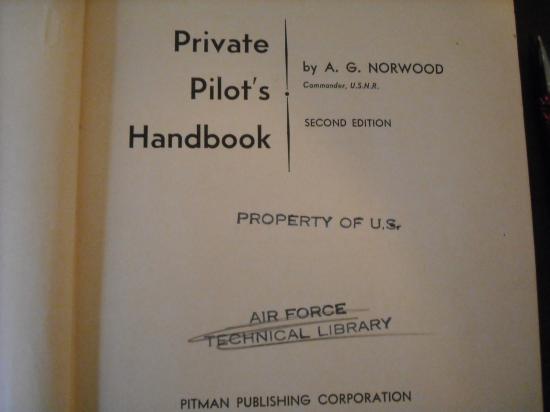 Private
Pilot's
Handbook
by A. G. NORWOOD
Commander, U.S.N.R.
SECOND EDITION
PROPERTY OF U.S.
AIR FORCE
TECHNICAL LIBRARY
PITMAN PUBLISHING CORPORATION